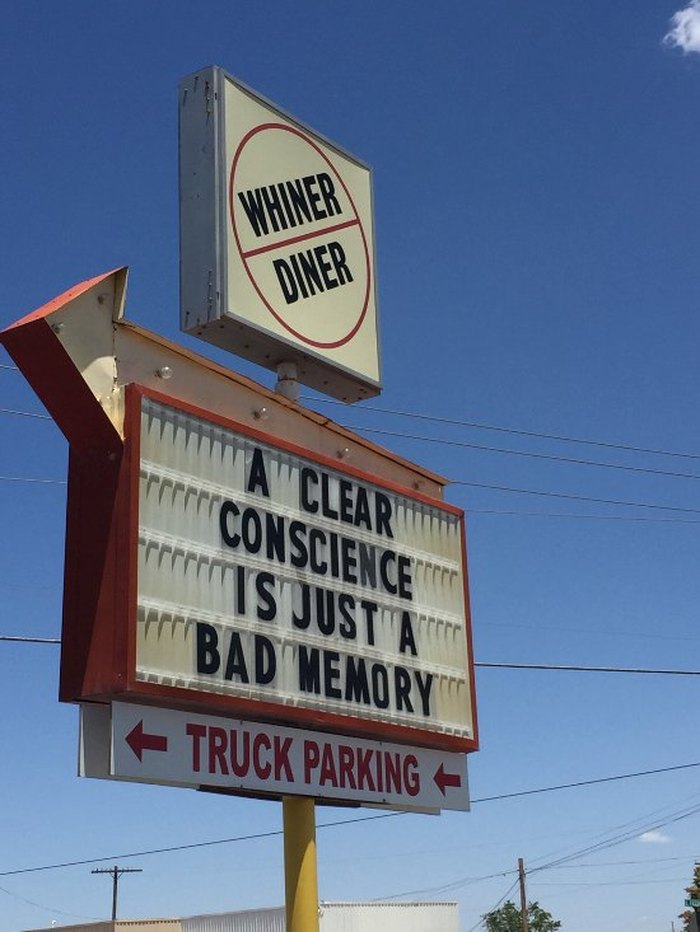 WHINER
DINER
A CLEAR
CONSCIENCE
IS JUST A
BAD MEMORY
TRUCK PARKING